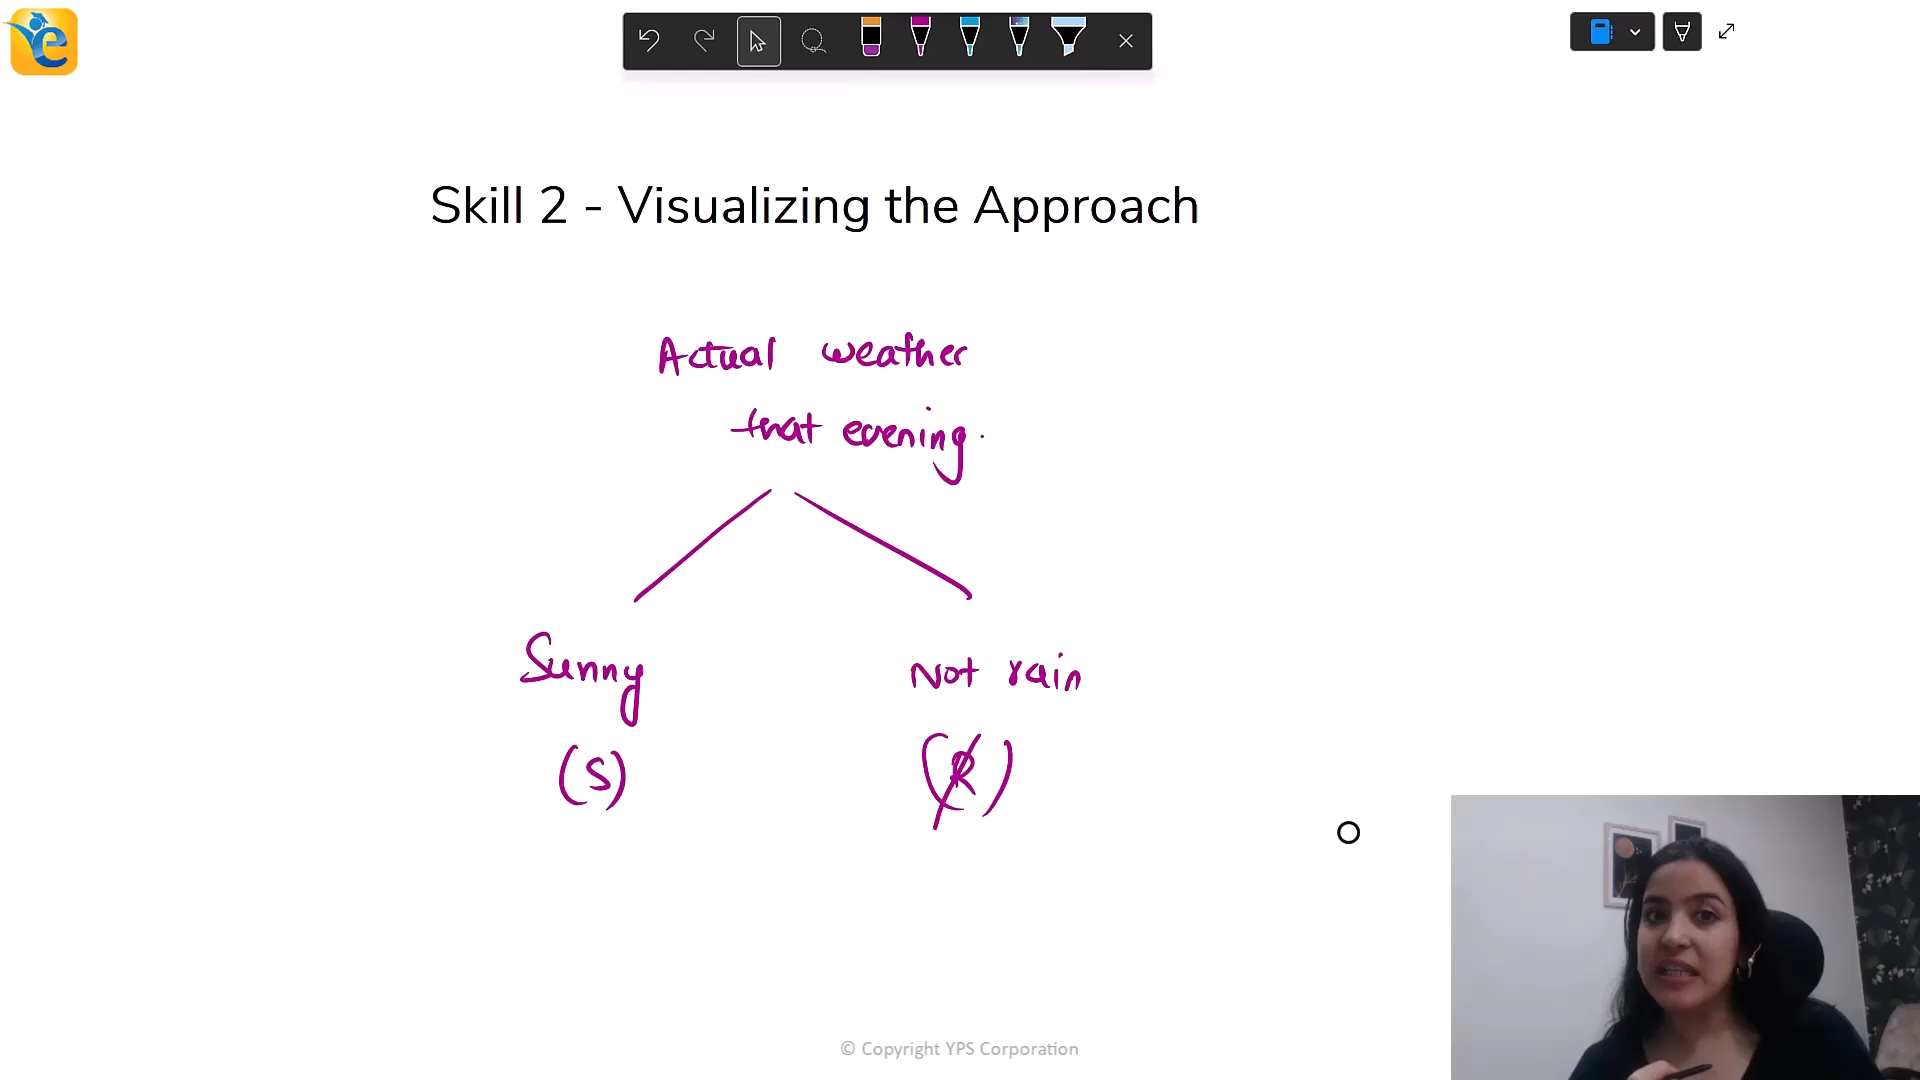 e
Skill 2 - Visualizing the Approach
Actual weather
that evening.
Sunny
Not rain
(S)
(R)
© Copyright YPS Corporation